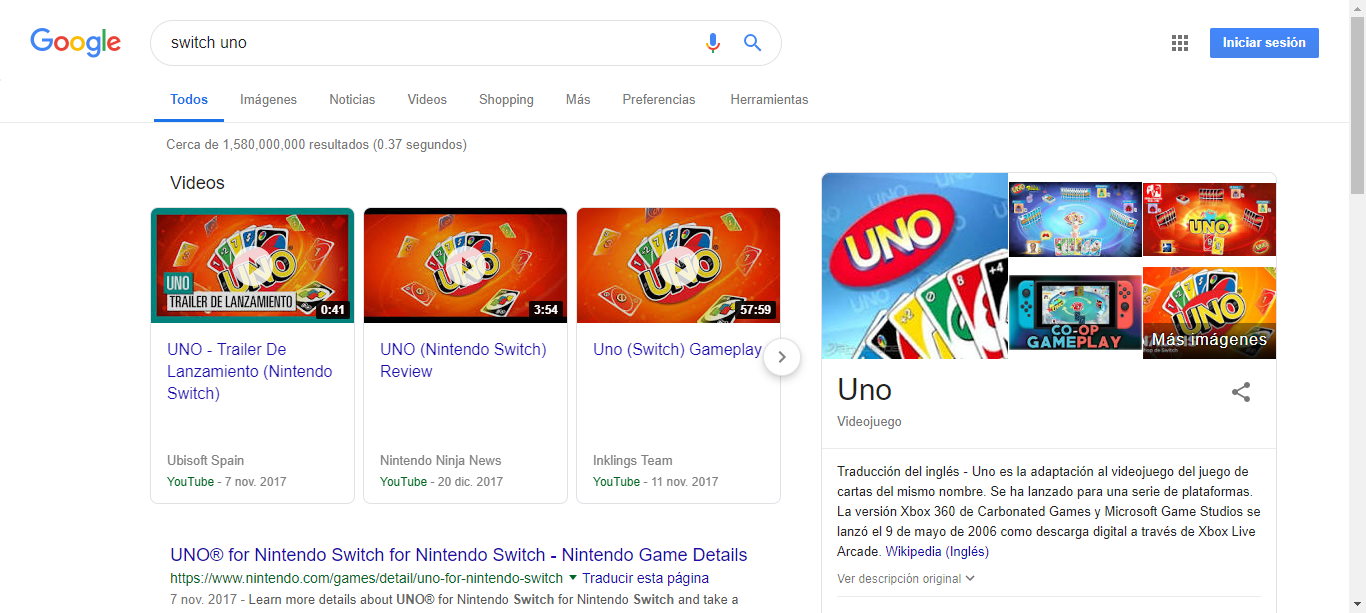 Google
switch uno
Iniciar sesión
Todos
Imágenes
Noticias
Videos
Shopping
Más
Preferencias
Herramientas
Cerca de 1,580,000,000 resultados (0.37 segundos)
Videos
UNO
TRAILER DE LANZAMIENTO
0:41
UNO - Trailer De
Lanzamiento (Nintendo
Switch)
Ubisoft Spain
YouTube - 7 nov. 2017
UNO
3:54
UNO (Nintendo Switch)
Review
Nintendo Ninja News
YouTube - 20 dic. 2017
UNO
57:59
Uno (Switch) Gameplay
Inklings Team
YouTube - 11 nov. 2017
UNO® for Nintendo Switch for Nintendo Switch - Nintendo Game Details
https://www.nintendo.com/games/detail/uno-for-nintendo-switch
Traducir esta página
7 nov. 2017 - Learn more details about UNO® for Nintendo Switch for Nintendo Switch and take a
UNO
+4
UNO
CO-OP
GAMEPLAY
UNO
Más imágenes
Uno
Videojuego
Traducción del inglés - Uno es la adaptación al videojuego del juego de
cartas del mismo nombre. Se ha lanzado para una serie de plataformas.
La versión Xbox 360 de Carbonated Games y Microsoft Game Studios se
lanzó el 9 de mayo de 2006 como descarga digital a través de Xbox Live
Arcade. Wikipedia (Inglés)
Ver descripción original